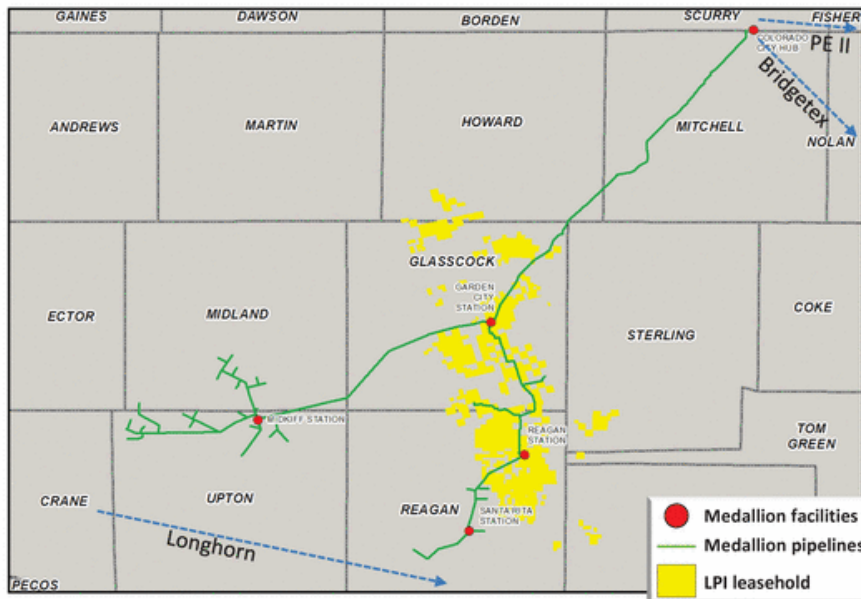 GAINES
DAWSON
BORDEN
SCURRY
FISHER
PE II
COLORADO
CITY HUB
Bridgetex
ANDREWS
MARTIN
HOWARD
MITCHELL
NOLAN
GLASSCOCK
GARDEN
CITY
STATION
ECTOR
MIDLAND
STERLING
COKE
MIDKIFF STATION
REAGAN
STATION
TOM
GREEN
CRANE
UPTON
REAGAN
SANTA RITA
STATION
Longhorn
PECOS
Medallion facilities
Medallion pipelines
LPI leasehold